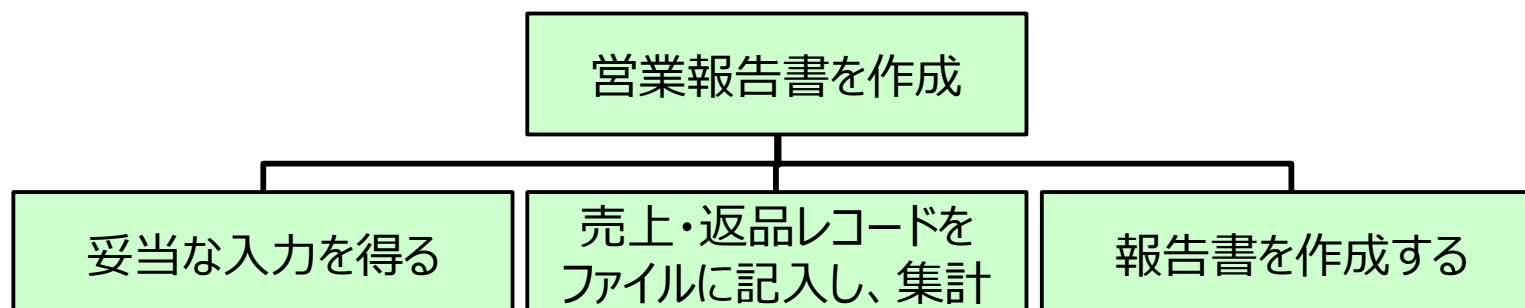 営業報告書を作成
妥当な入力を得る
売上・返品レコードを
ファイルに記入し、集計
報告書を作成する